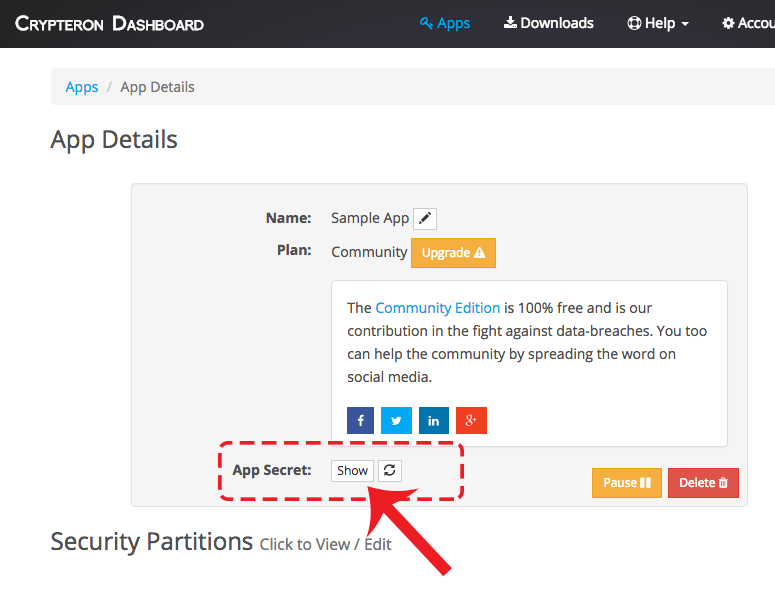 CRYPTERON DASHBOARD Apps Downloads Help Accou
Apps / App Details
App Details
Name: Sample App
Plan: Community Upgrade
The Community Edition is 100% free and is our
contribution in the fight against data-breaches. You too
can help the community by spreading the word on
social media.
f in g+
App Secret: Show
Pause Delete
Security Partitions Click to View / Edit